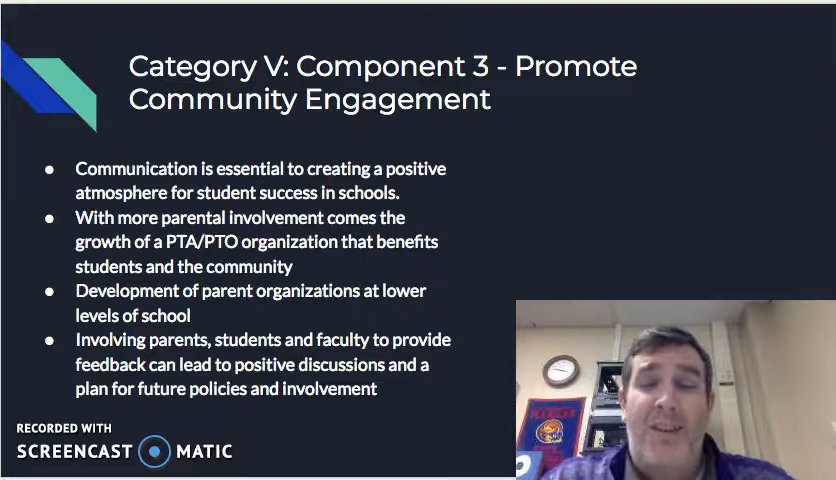 Category V: Component 3 - Promote
Community Engagement
● Communication is essential to creating a positive
atmosphere for student success in schools.
● With more parental involvement comes the
growth of a PTA/PTO organization that benefits
students and the community
● Development of parent organizations at lower
levels of school
● Involving parents, students and faculty to provide
feedback can lead to positive discussions and a
plan for future policies and involvement
RECORDED WITH
SCREENCAST MATIC
KANSAS